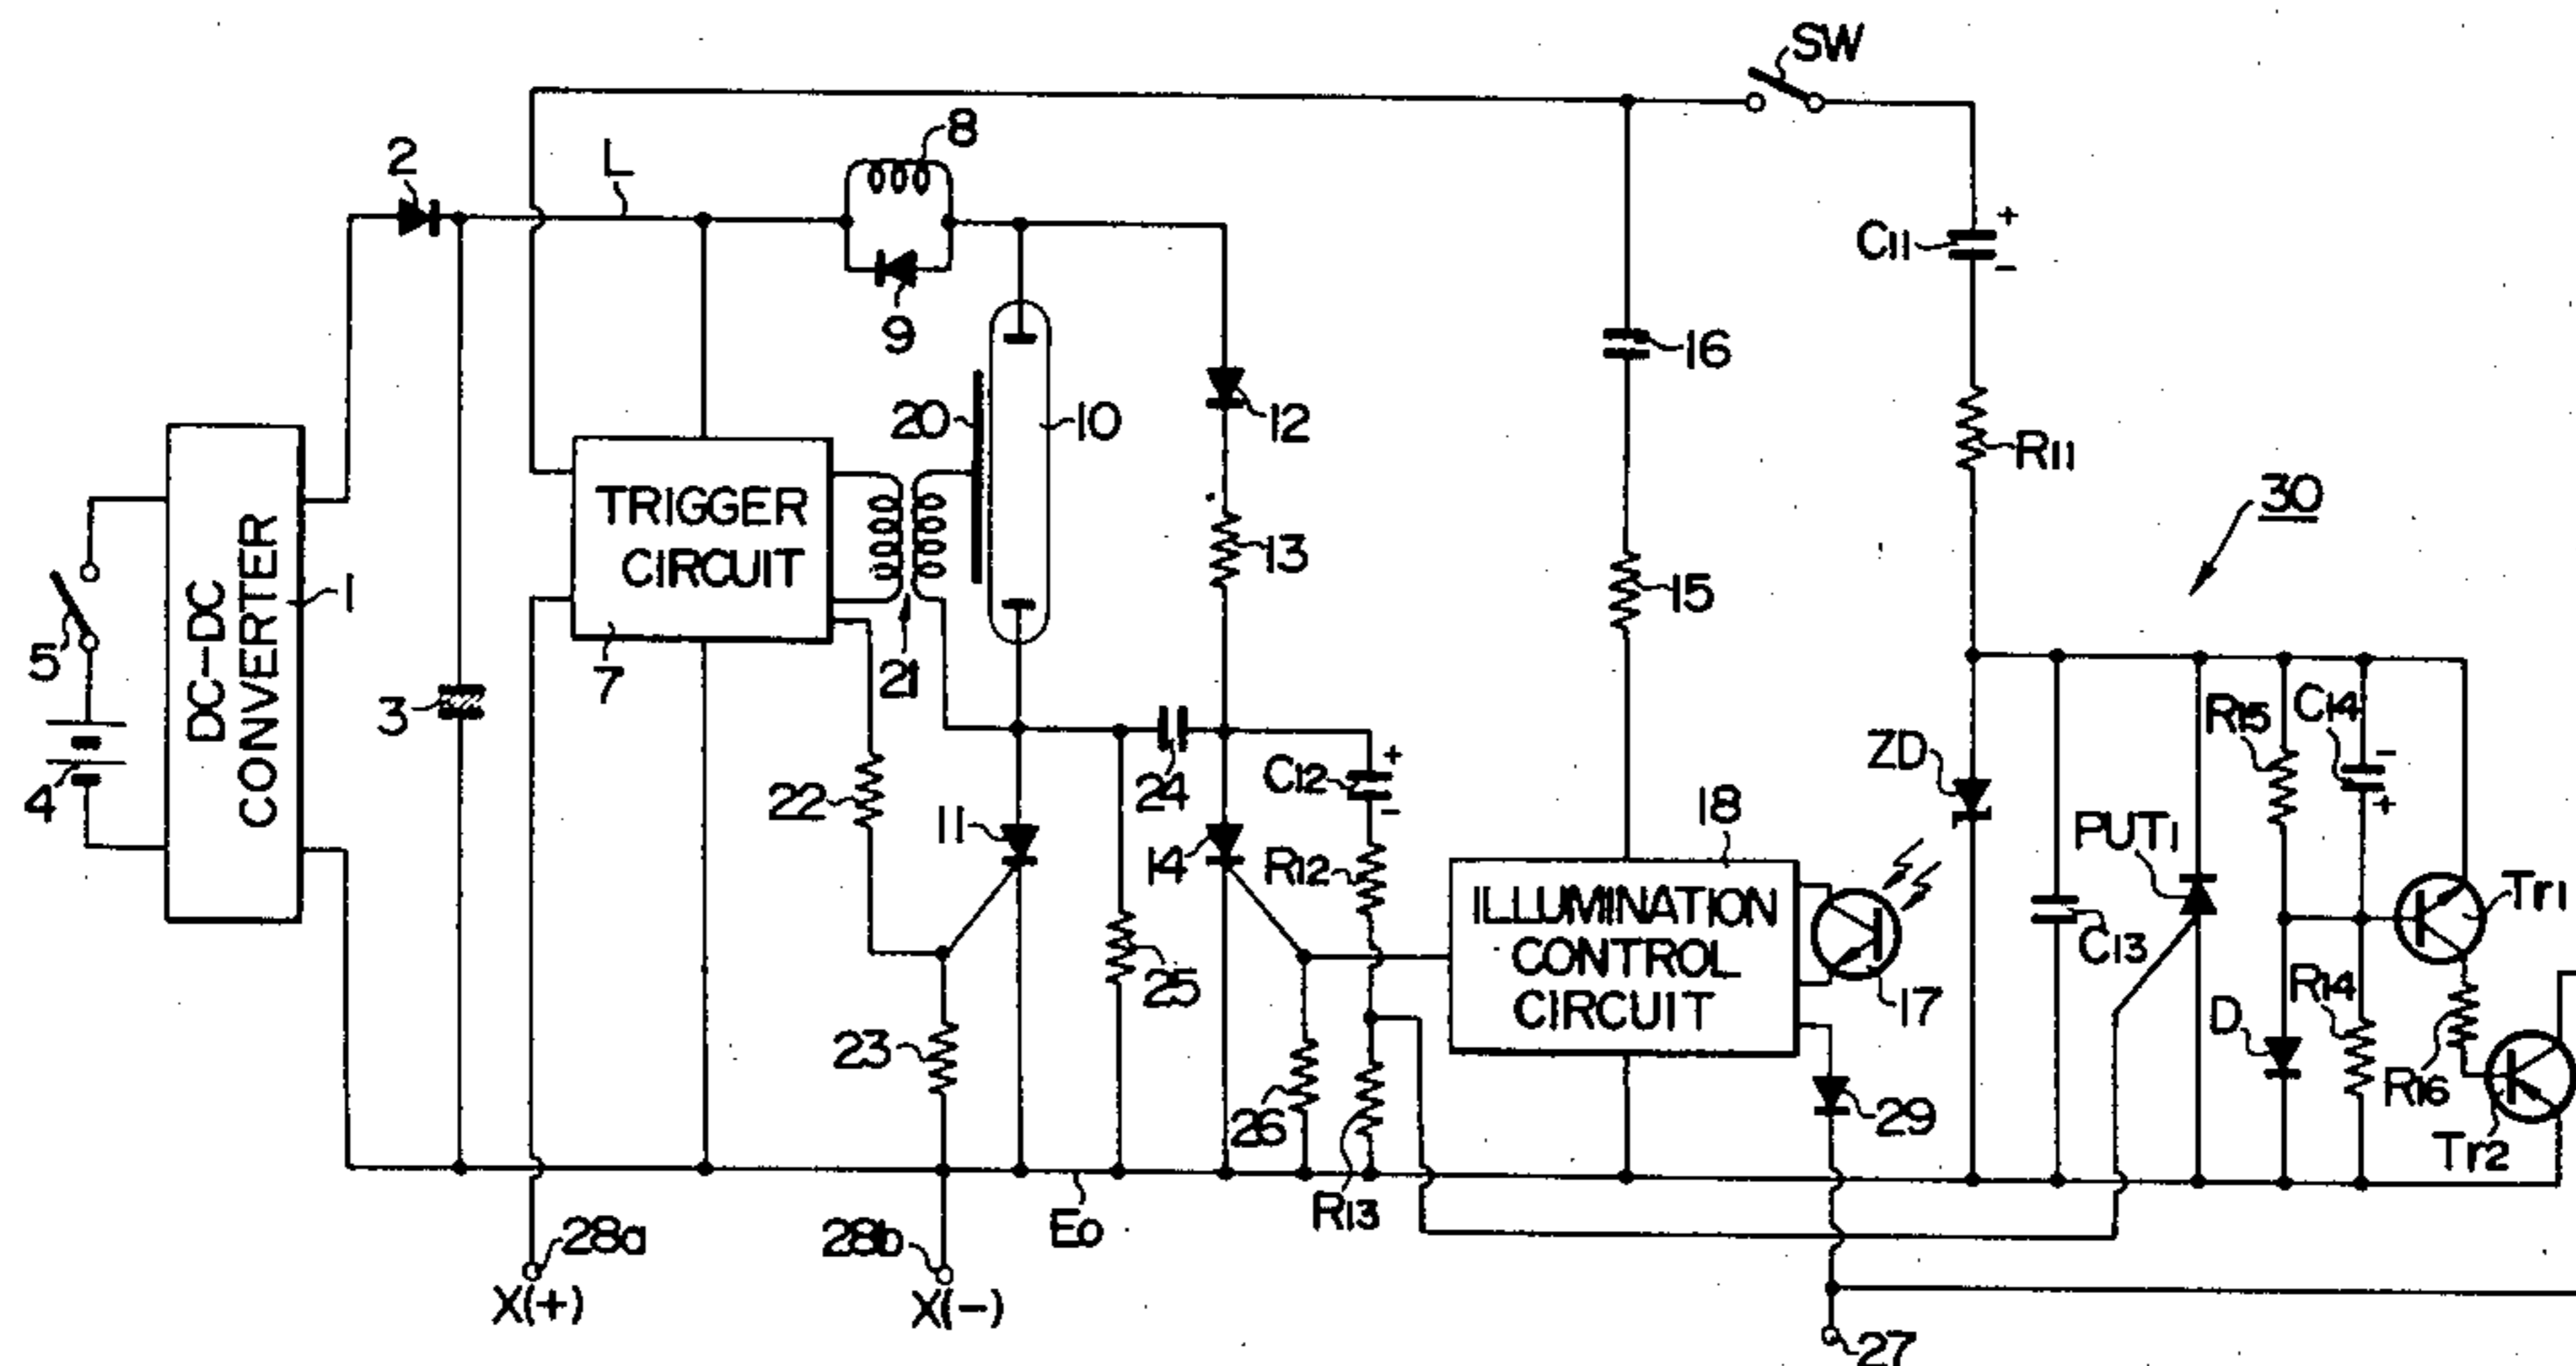 SW
8
2
L
C11
+
-
9
16
20
10
12
R11
30
TRIGGER
CIRCUIT
13
15
DC-DC
CONVERTER
1
5
7
21
3
4
R15
C14
-
+
ZD
22
24
C12
+
-
18
PUT1
11
14
R12
ILLUMINATION
CONTROL
CIRCUIT
Tr1
C13
25
17
R14
D
23
R16
26
29
Tr2
R13
28a
28b
E0
X(+)
X(-)
27